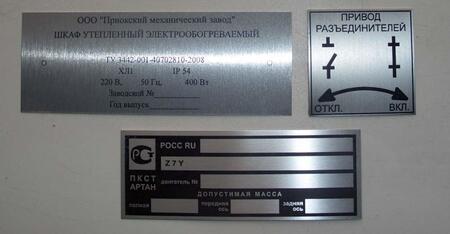 ООО "Приокский механический завод"
ШКАФ УТЕПЛЕННЫЙ ЭЛЕКТРООБОГРЕВАЕМЫЙ
ТУ 3442-001-40702810-2008
ХЛ1 IP 54
220 В, 50 Гц, 400 Вт
Заводской №
Год выпуска
ПРИВОД
РАЗЪЕДИНИТЕЛЕЙ
ОТКЛ. ВКЛ.
РОСС RU
Z7Y
ПКСТ
АРТАН
двигатель №
ДОПУСТИМАЯ МАССА
полная передняя ось задняя ось